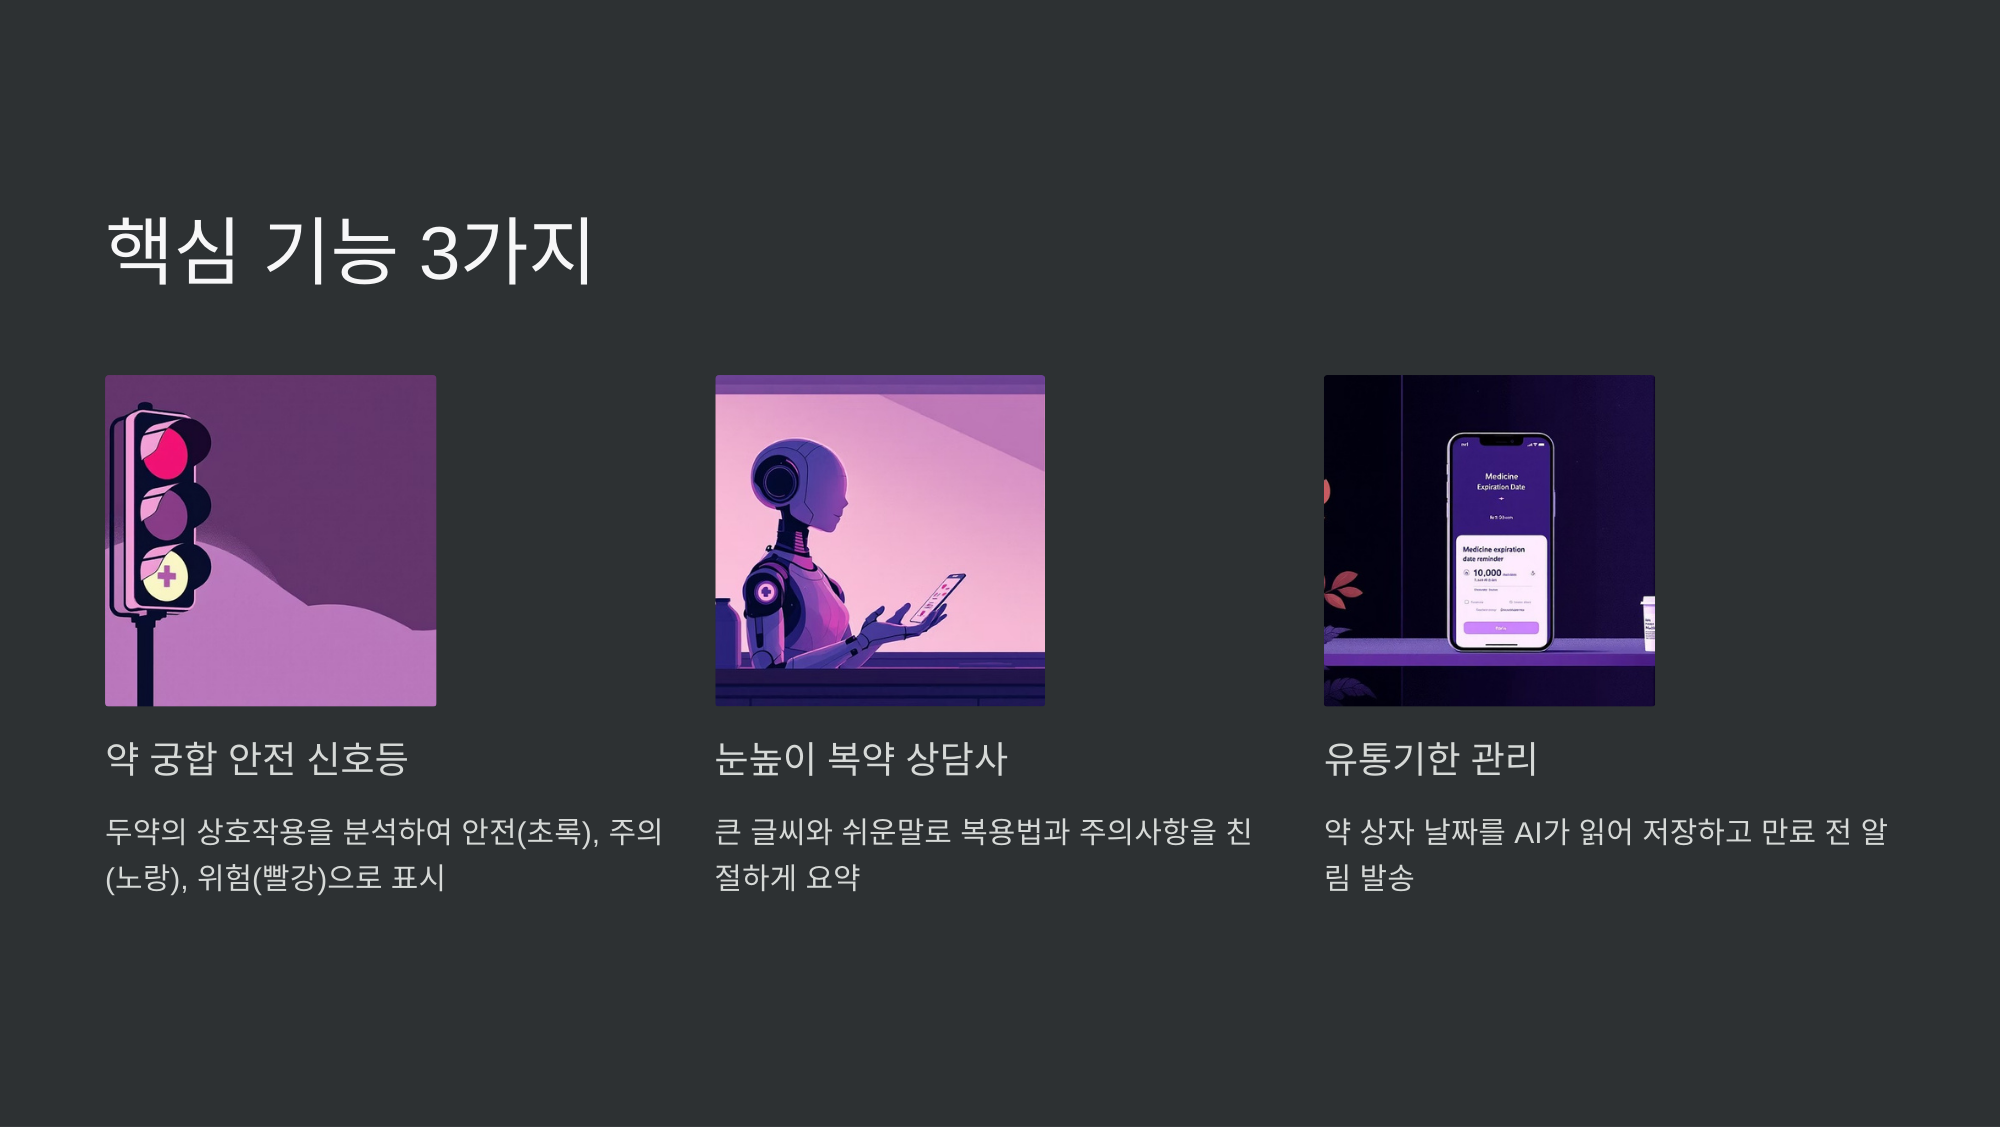 핵심 기능 3가지
Medicine
Expiration Date
Medicine expiration
date reminder
10,000
약 궁합 안전 신호등
두약의 상호작용을 분석하여 안전(초록), 주의
(노랑), 위험(빨강)으로 표시
눈높이 복약 상담사
큰 글씨와 쉬운말로 복용법과 주의사항을 친
절하게 요약
유통기한 관리
약 상자 날짜를 AI가 읽어 저장하고 만료 전 알
림 발송